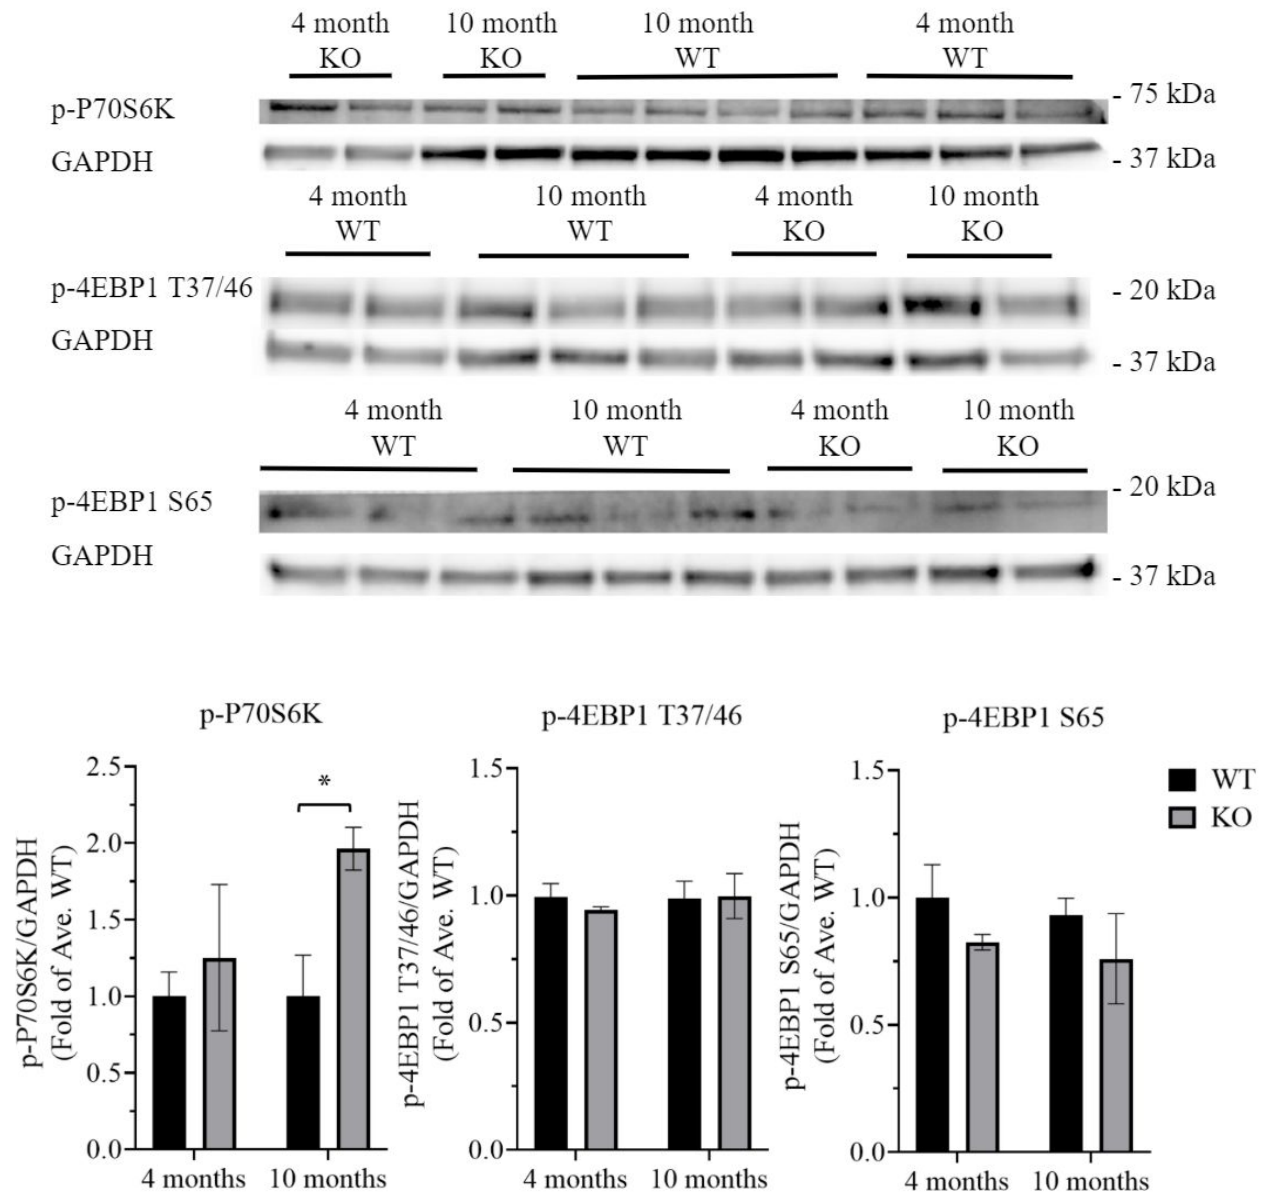 4 month 10 month 10 month 4 month
KO KO WT WT
p-P70S6K - 75 kDa
GAPDH - 37 kDa
4 month 10 month 4 month 10 month
WT WT KO KO
p-4EBP1 T37/46 - 20 kDa
GAPDH - 37 kDa
4 month 10 month 4 month 10 month
WT WT KO KO
p-4EBP1 S65 - 20 kDa
GAPDH - 37 kDa
p-P70S6K
p-P70S6K/GAPDH
(Fold of Ave. WT)
2.5
2.0
1.5
1.0
0.5
0.0
*
4 months 10 months
p-4EBP1 T37/46
p-4EBP1 T37/46/GAPDH
(Fold of Ave. WT)
1.5
1.0
0.5
0.0
4 months 10 months
p-4EBP1 S65
p-4EBP1 S65/GAPDH
(Fold of Ave. WT)
1.5
1.0
0.5
0.0
4 months 10 months
WT
KO